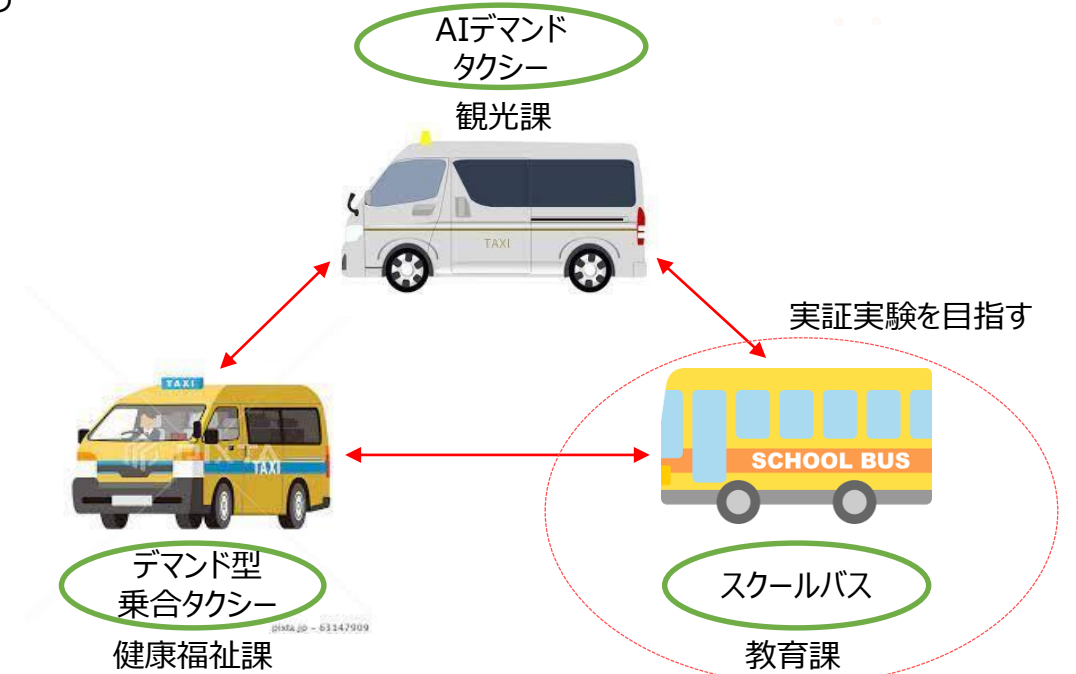 AIデマンド
タクシー
観光課
TAXI
実証実験を目指す
TAXI
PIXTA
TAXI
SCHOOL BUS
デマンド型
乗合タクシー
スクールバス
pixta.jp - 63147909
健康福祉課
教育課